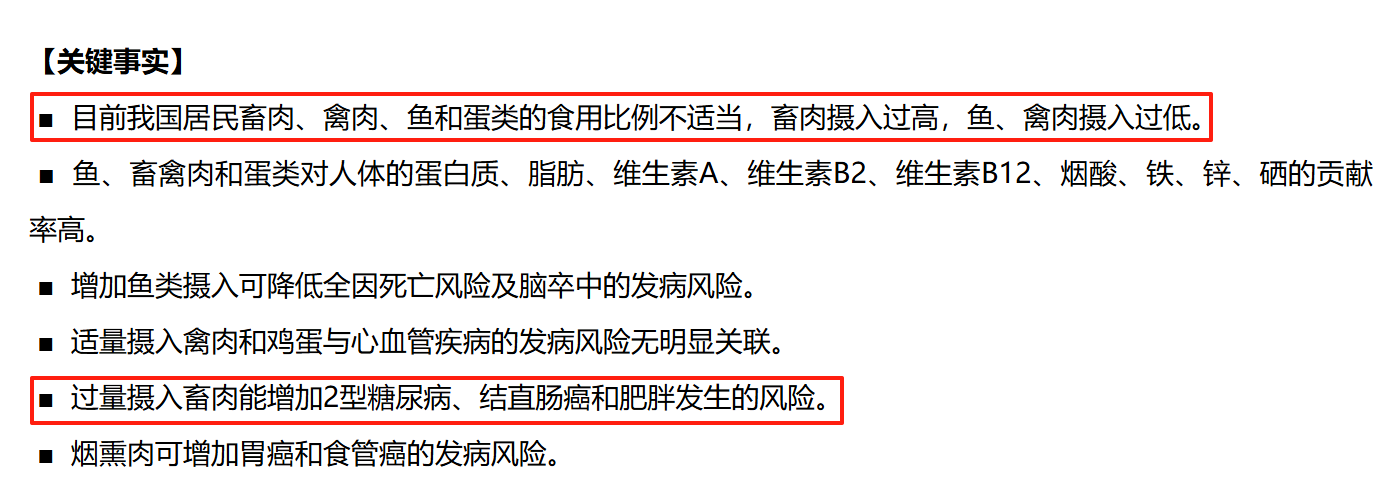 【关键事实】
■ 目前我国居民畜肉、禽肉、鱼和蛋类的食用比例不适当，畜肉摄入过高，鱼、禽肉摄入过低。
■ 鱼、畜禽肉和蛋类对人体的蛋白质、脂肪、维生素A、维生素B2、维生素B12、烟酸、铁、锌、硒的贡献
率高。
■ 增加鱼类摄入可降低全因死亡风险及脑卒中的发病风险。
■ 适量摄入禽肉和鸡蛋与心血管疾病的发病风险无明显关联。
■ 过量摄入畜肉能增加2型糖尿病、结直肠癌和肥胖发生的风险。
■ 烟熏肉可增加胃癌和食管癌的发病风险。